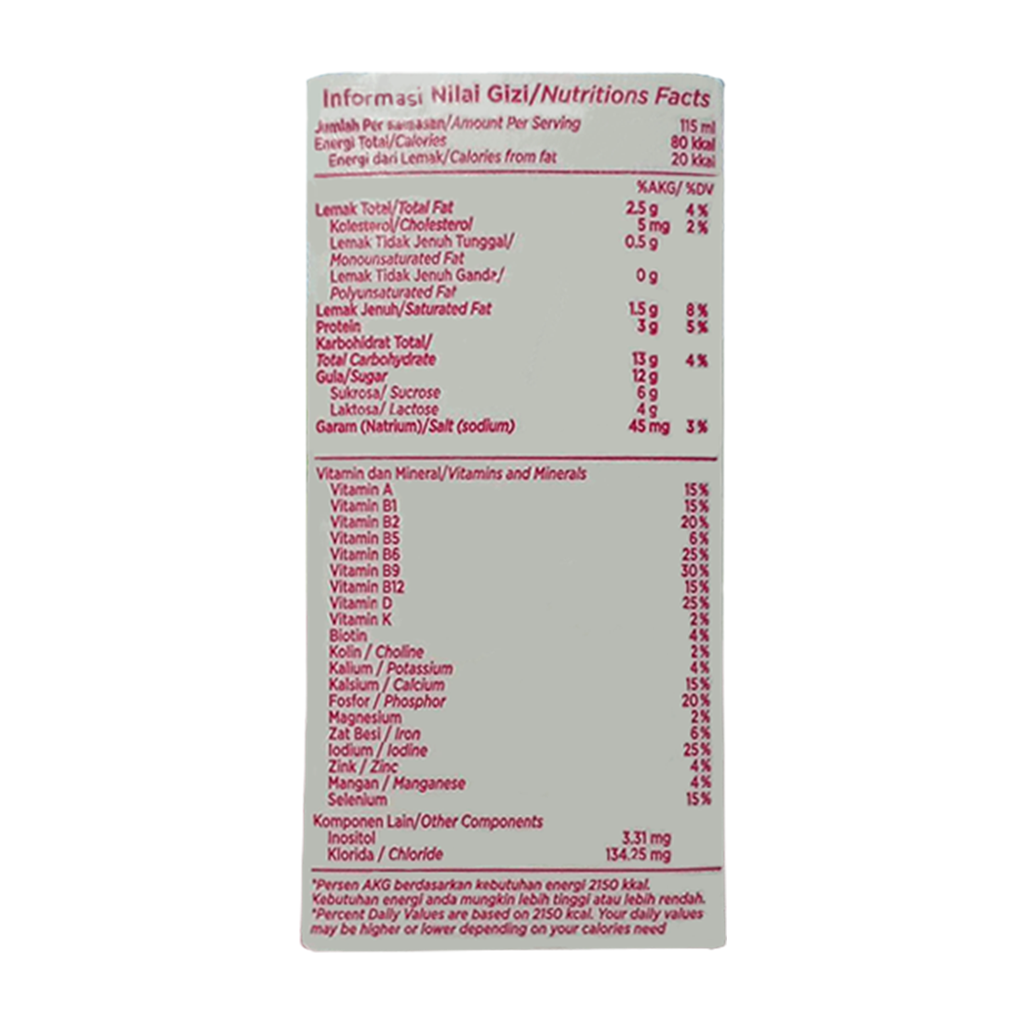 Informasi Nilai Gizi/Nutritions Facts
Jumlah Per Kemasan/Amount Per Serving 115 ml
Energi Total/Calories 80 kkal
Energi dari Lemak/Calories from fat 20 kkal
%AKG/ %DV
Lemak Total/Total Fat 2.5 g 4%
Kolesterol/Cholesterol 5 mg 2%
Lemak Tidak Jenuh Tunggal/ 0.5 g
Monounsaturated Fat
Lemak Tidak Jenuh Ganda/ 0 g
Polyunsaturated Fat
Lemak Jenuh/Saturated Fat 1.5 g 8%
Protein 3 g 5%
Karbohidrat Total/
Total Carbohydrate 13 g 4%
Gula/Sugar 12 g
Sukrosa/ Sucrose 6 g
Laktosa/ Lactose 4 g
Garam (Natrium)/Salt (sodium) 45 mg 3%
Vitamin dan Mineral/Vitamins and Minerals
Vitamin A 15%
Vitamin B1 15%
Vitamin B2 20%
Vitamin B5 6%
Vitamin B6 25%
Vitamin B9 30%
Vitamin B12 15%
Vitamin D 25%
Vitamin K 2%
Biotin 4%
Kolin / Choline 2%
Kalium / Potassium 4%
Kalsium / Calcium 15%
Fosfor / Phosphor 20%
Magnesium 2%
Zat Besi / Iron 6%
Iodium / Iodine 25%
Zink / Zinc 4%
Mangan / Manganese 4%
Selenium 15%
Komponen Lain/Other Components
Inositol 3.31 mg
Klorida / Chloride 134.25 mg
*Persen AKG berdasarkan kebutuhan energi 2150 kkal.
Kebutuhan energi anda mungkin lebih tinggi atau lebih rendah.
*Percent Daily Values are based on 2150 kcal. Your daily values
may be higher or lower depending on your calories need